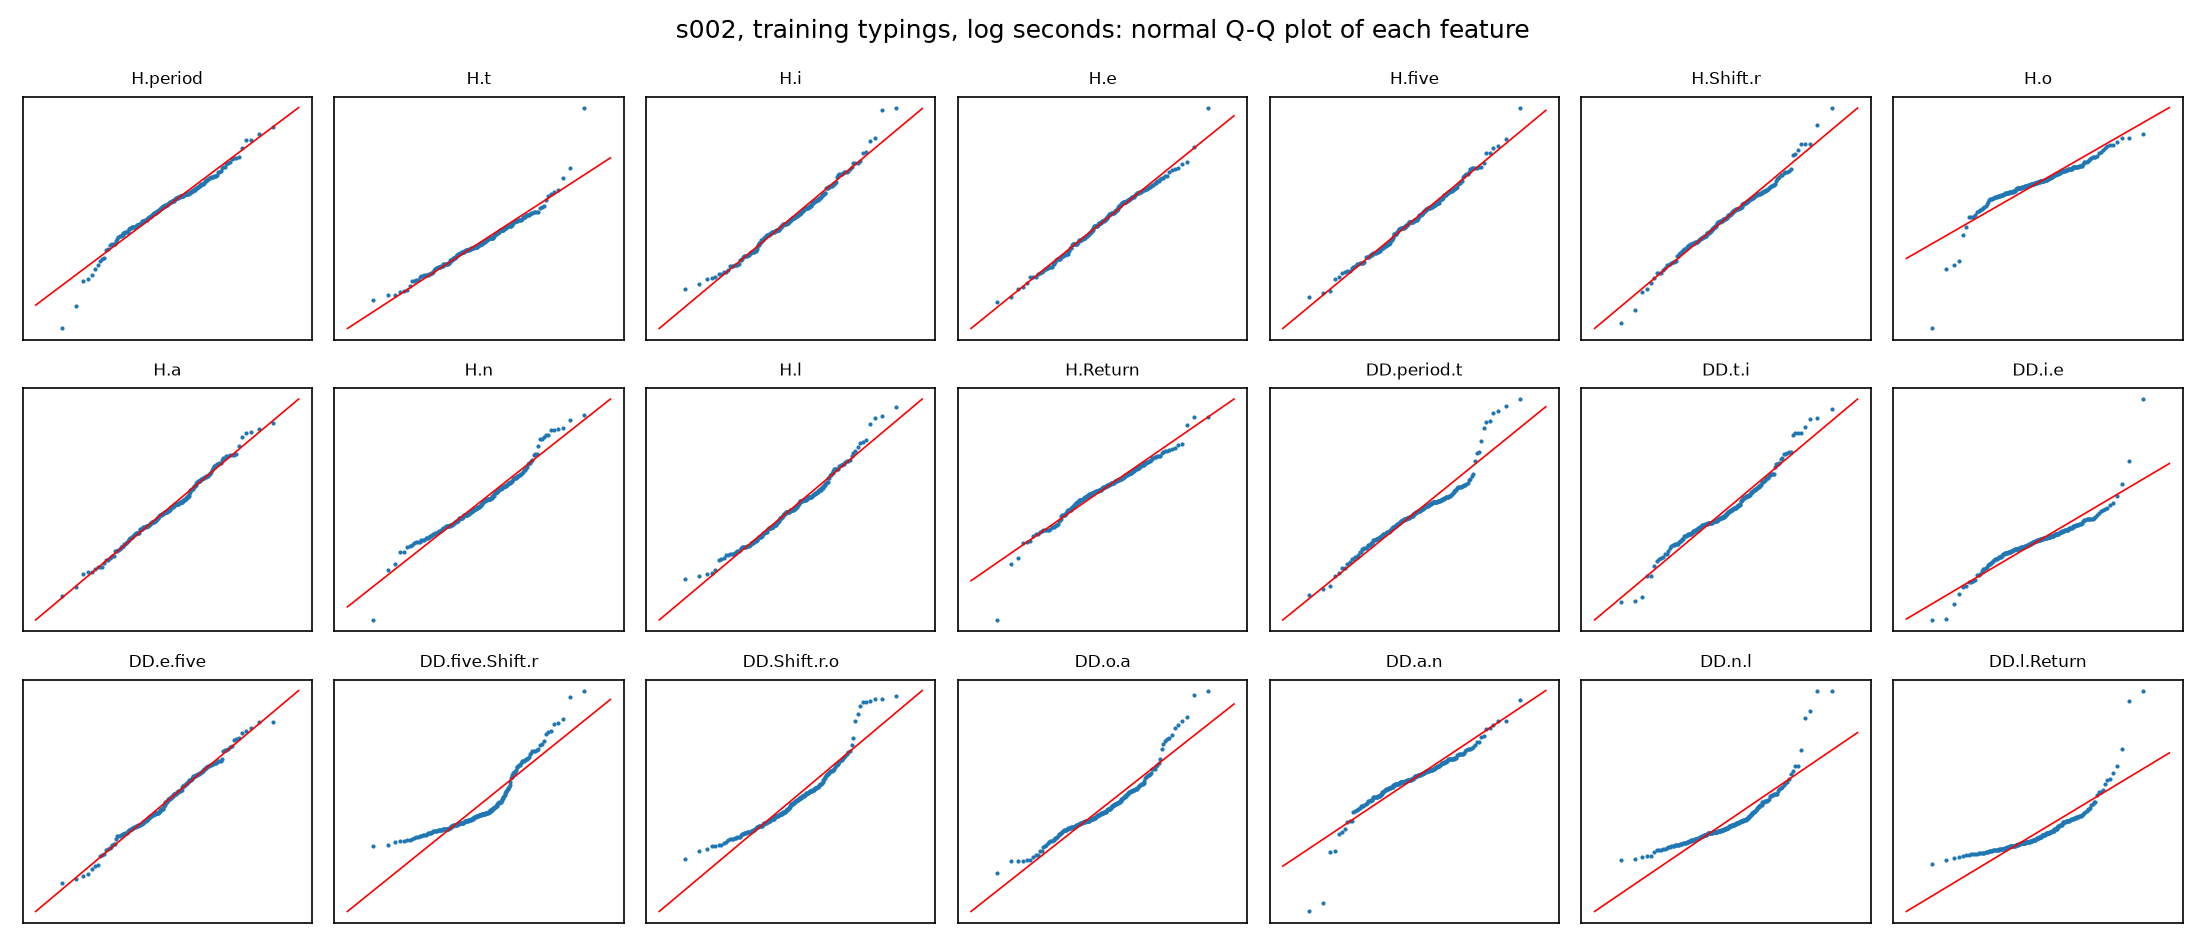 s002, training typings, log seconds: normal Q-Q plot of each feature
H.period
H.t
H.i
H.e
H.five
H.Shift.r
H.o
H.a
H.n
H.l
H.Return
DD.period.t
DD.t.i
DD.i.e
DD.e.five
DD.five.Shift.r
DD.Shift.r.o
DD.o.a
DD.a.n
DD.n.l
DD.l.Return